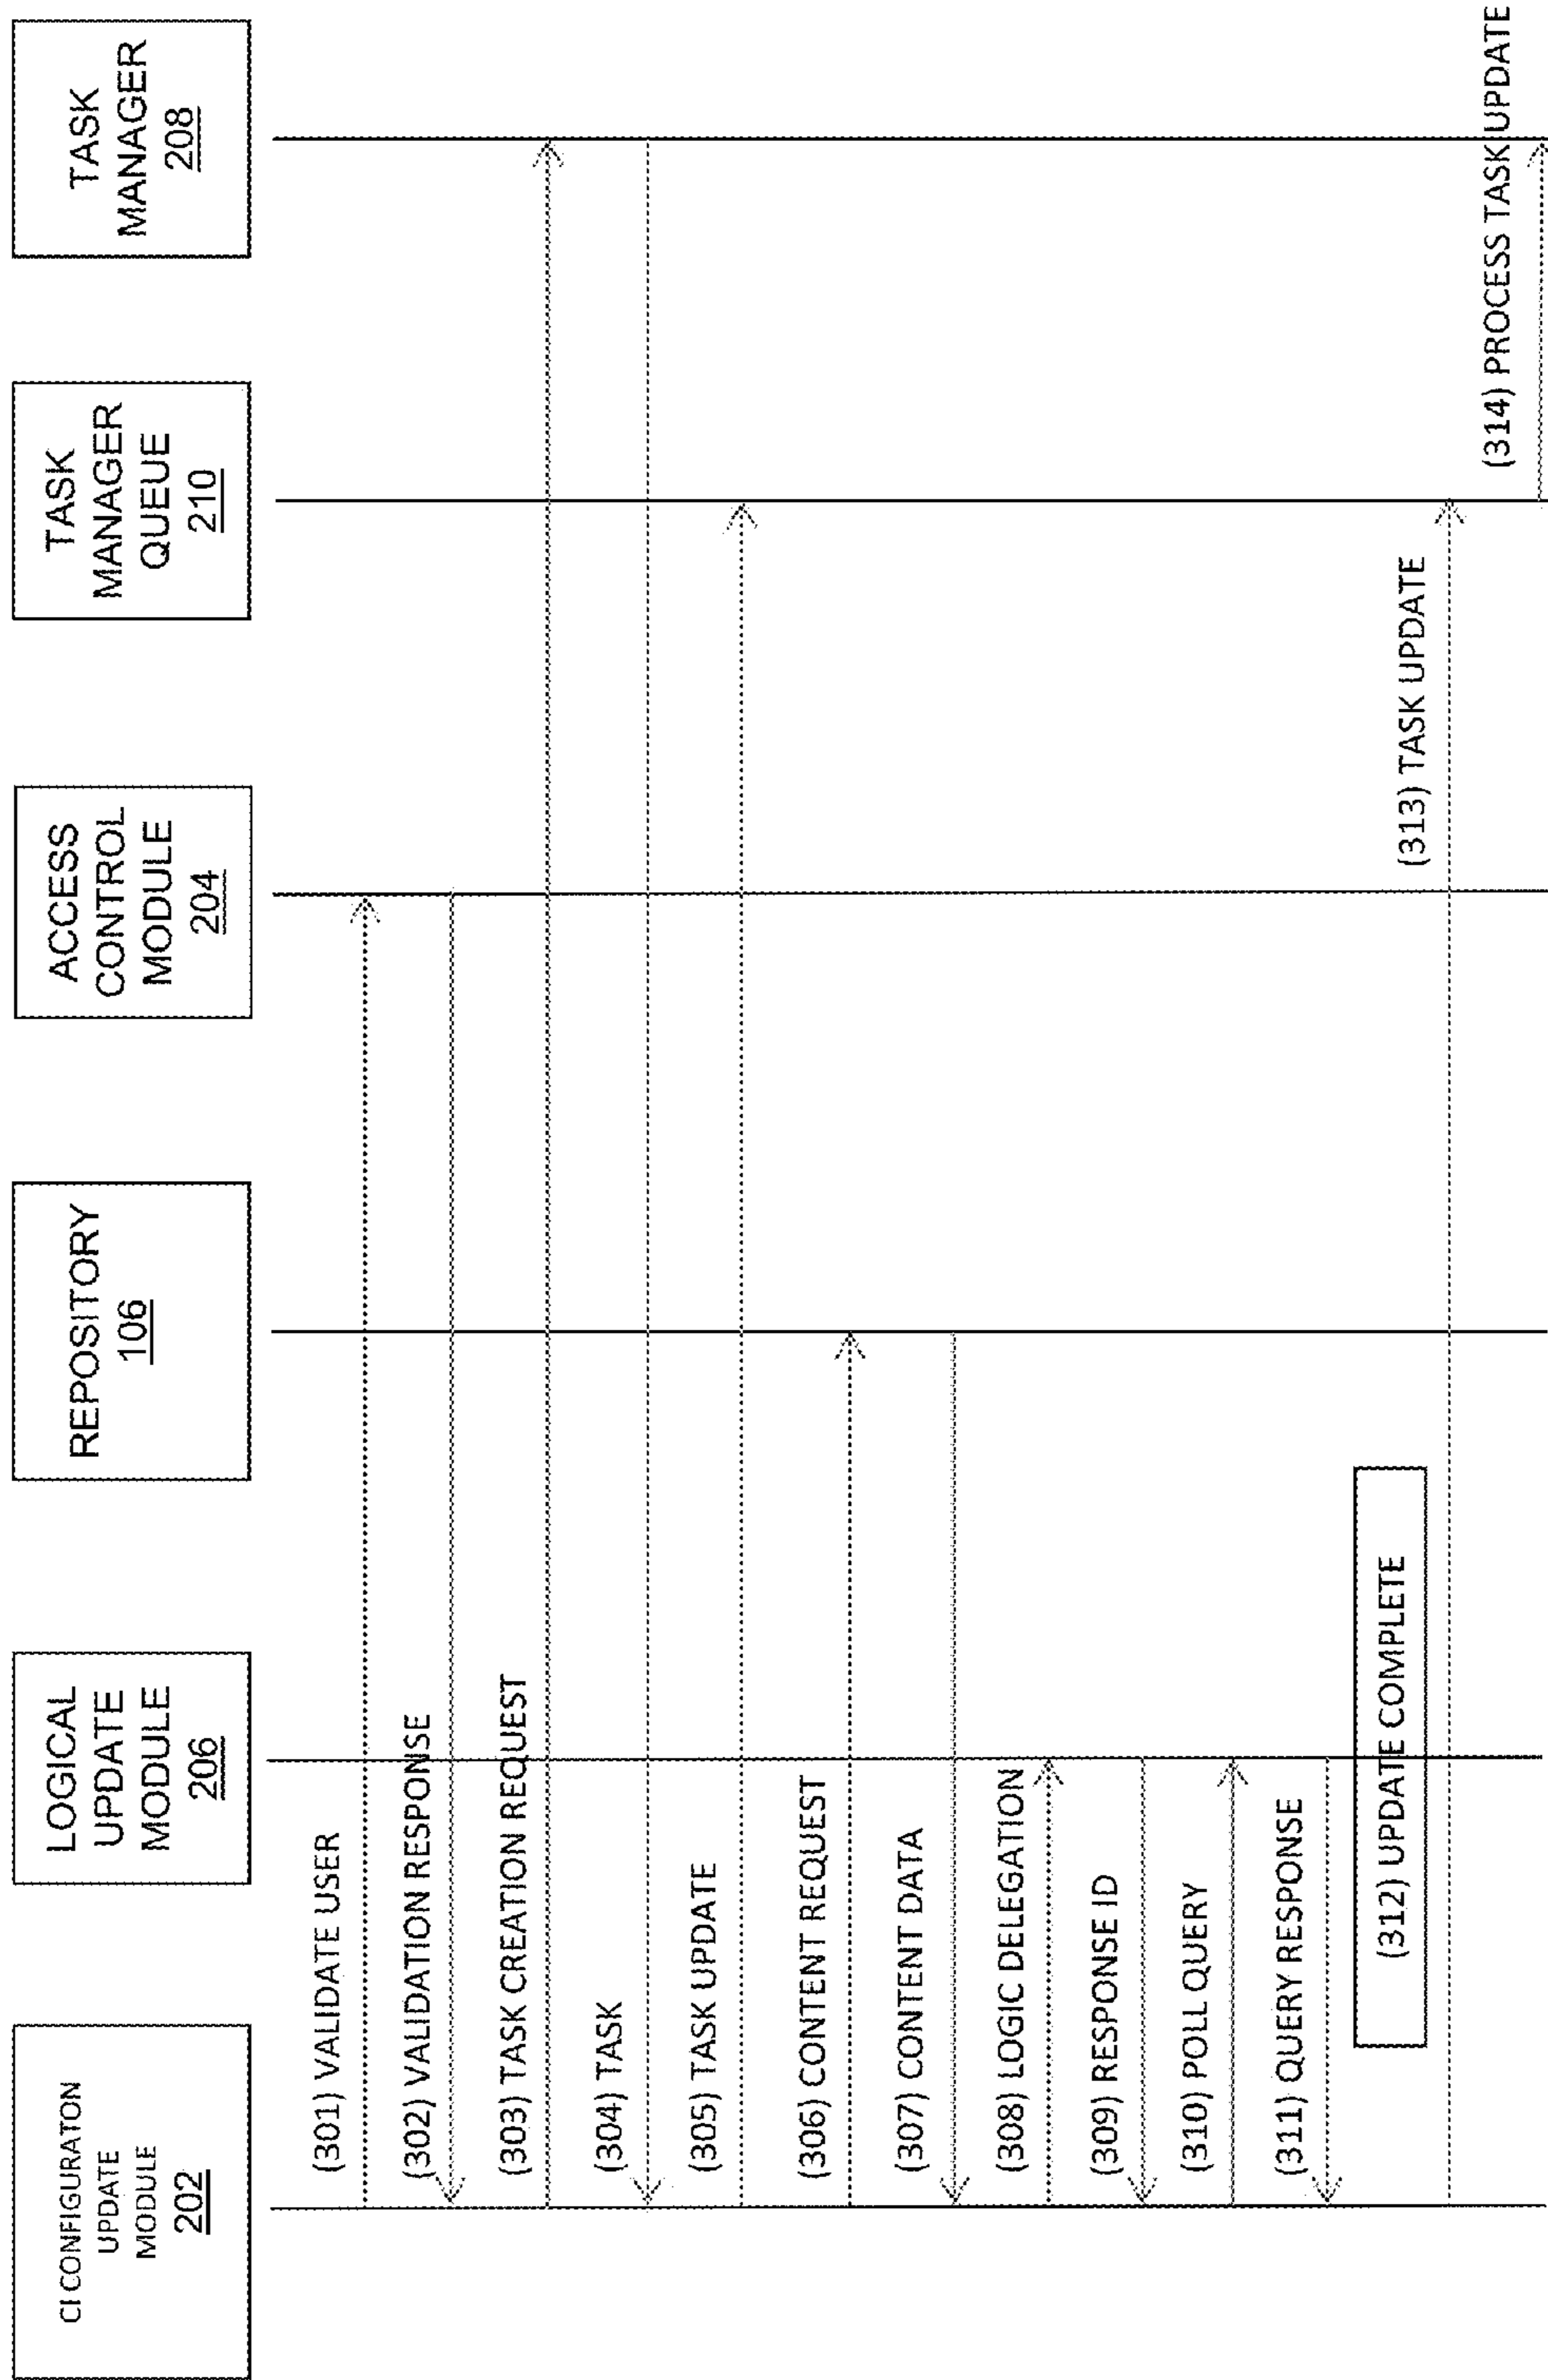 CI CONFIGURATON
UPDATE
MODULE
202
LOGICAL
UPDATE
MODULE
206
REPOSITORY
106
ACCESS
CONTROL
MODULE
204
TASK
MANAGER
QUEUE
210
TASK
MANAGER
208
(301) VALIDATE USER
(302) VALIDATION RESPONSE
(303) TASK CREATION REQUEST
(304) TASK
(305) TASK UPDATE
(306) CONTENT REQUEST
(307) CONTENT DATA
(308) LOGIC DELEGATION
(309) RESPONSE ID
(310) POLL QUERY
(311) QUERY RESPONSE
(312) UPDATE COMPLETE
(313) TASK UPDATE
(314) PROCESS TASK UPDATE